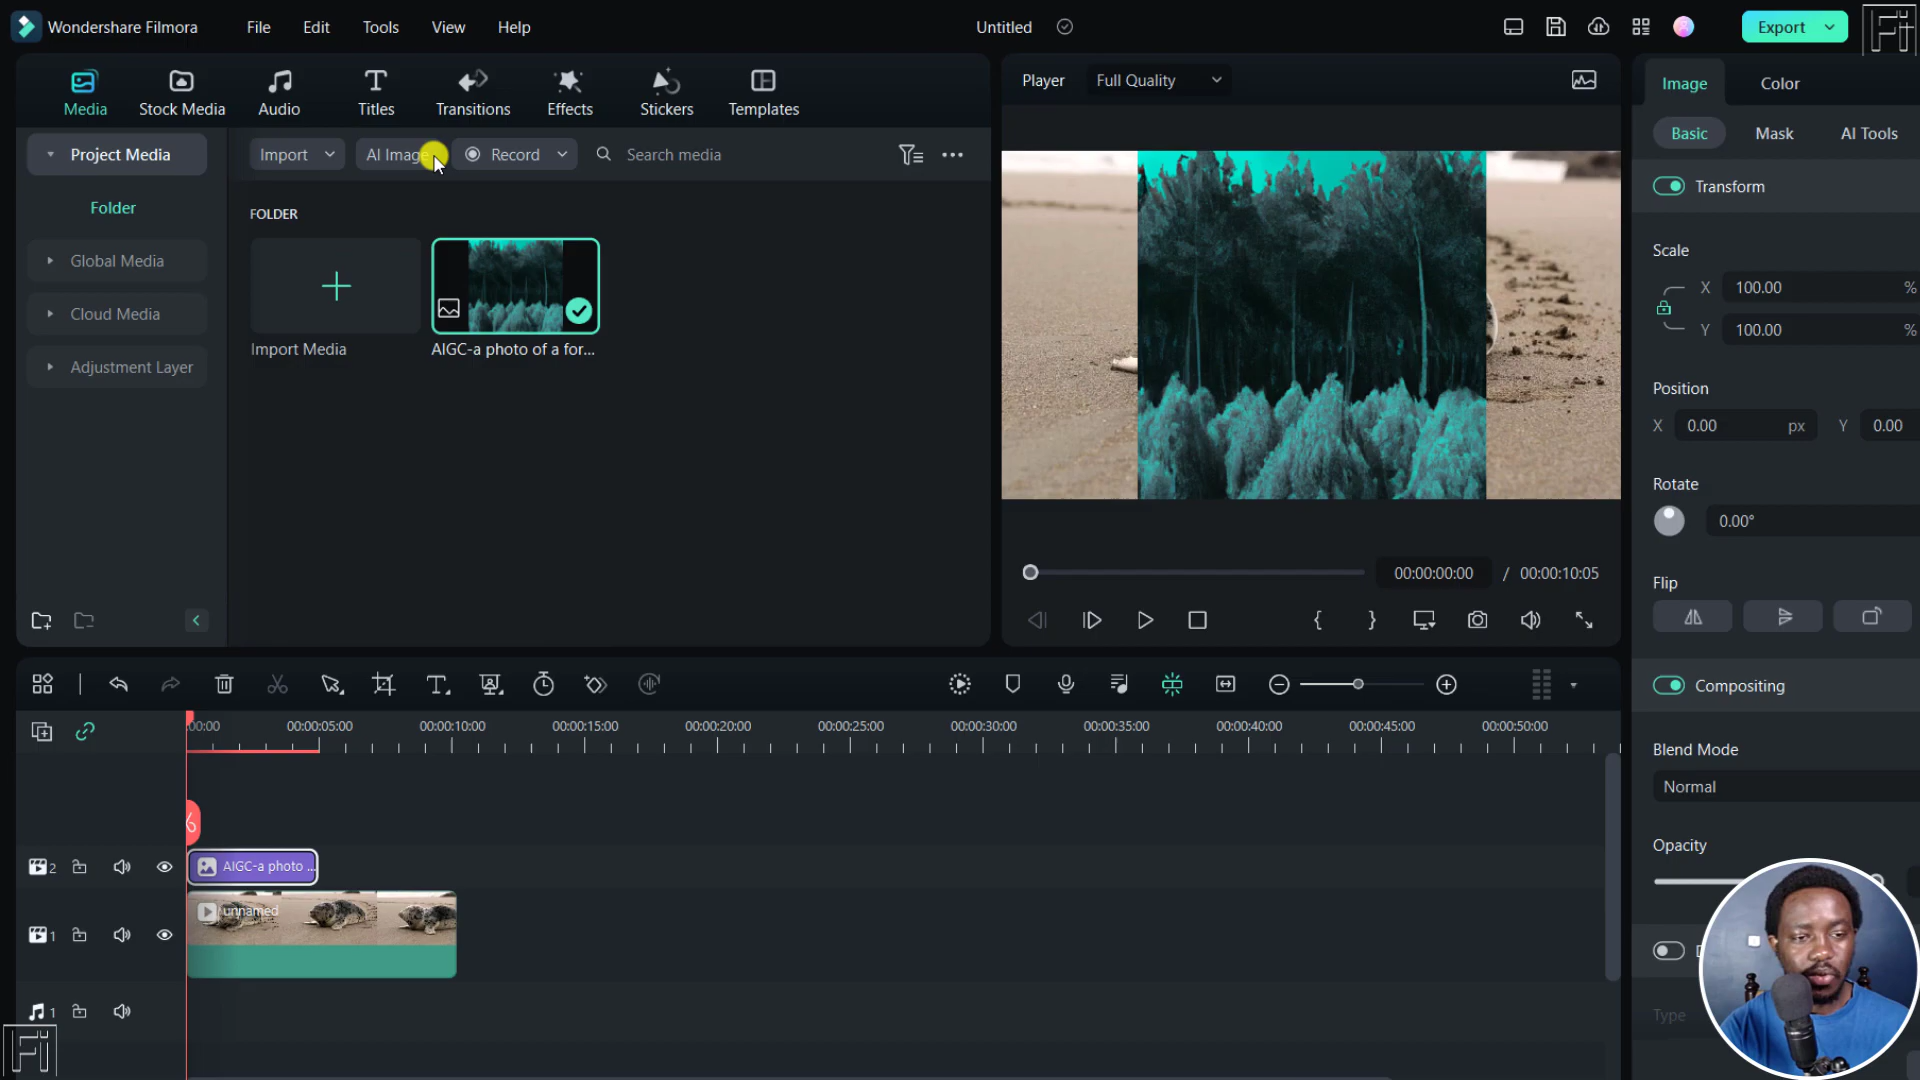 Wondershare Filmora
File
Edit
Tools
View
Help
Untitled
Export
Fi
Media
Stock Media
Audio
Titles
Transitions
Effects
Stickers
Templates
Player
Full Quality
Image
Color
Basic
Mask
AI Tools
Project Media
Import
AI Image
Record
Search media
Folder
FOLDER
Global Media
Cloud Media
Adjustment Layer
Import Media
AIGC-a photo of a for...
Transform
Scale
X
100.00
%
Y
100.00
%
Position
X
0.00
px
Y
0.00
Rotate
0.00°
Flip
00:00:00:00
/
00:00:10:05
{
}
Compositing
Blend Mode
Normal
Opacity
Type
:00:00
00:00:05:00
00:00:10:00
00:00:15:00
00:00:20:00
00:00:25:00
00:00:30:00
00:00:35:00
00:00:40:00
00:00:45:00
00:00:50:00
2
AIGC-a photo ...
1
unnamed
1
Fi